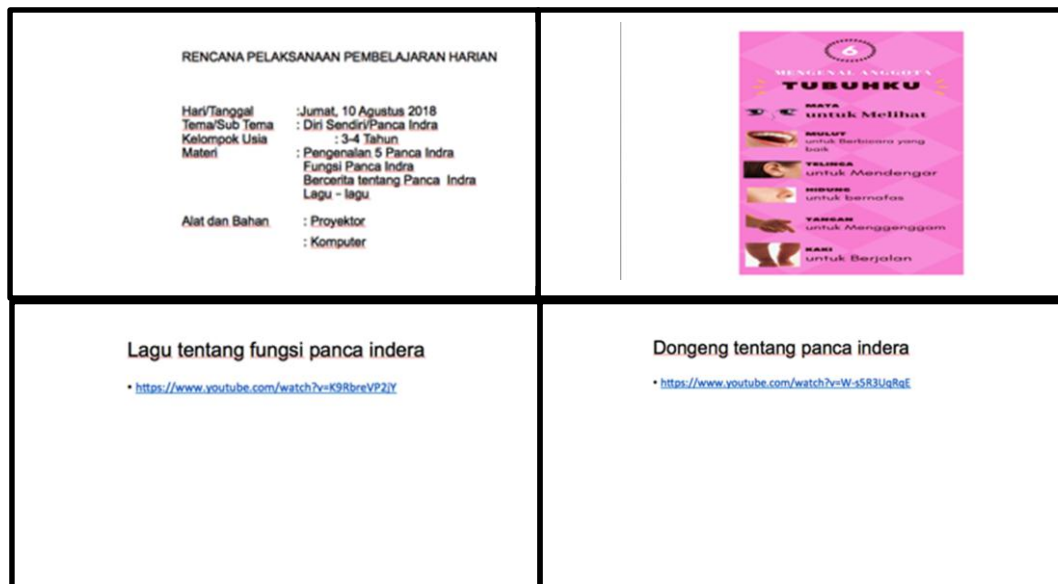 RENCANA PELAKSANAAN PEMBELAJARAN HARIAN
Hari/Tanggal :Jumat, 10 Agustus 2018
Tema/Sub Tema : Diri Sendiri/Panca Indra
Kelompok Usia : 3-4 Tahun
Materi : Pengenalan 5 Panca Indra
Fungsi Panca Indra
Bercerita tentang Panca Indra
Lagu – lagu
Alat dan Bahan : Proyektor
: Komputer
6
MENGENAL ANGGOTA
TUBUHKU
MATA
untuk Melihat
MULUT
untuk Berbicara yang
baik
TELINGA
untuk Mendengar
HIDUNG
untuk bernafas
TANGAN
untuk Menggenggam
KAKI
untuk Berjalan
Lagu tentang fungsi panca indera
• https://www.youtube.com/watch?v=K9RbreVP2jY
Dongeng tentang panca indera
• https://www.youtube.com/watch?v=W-s5R3UqRqE